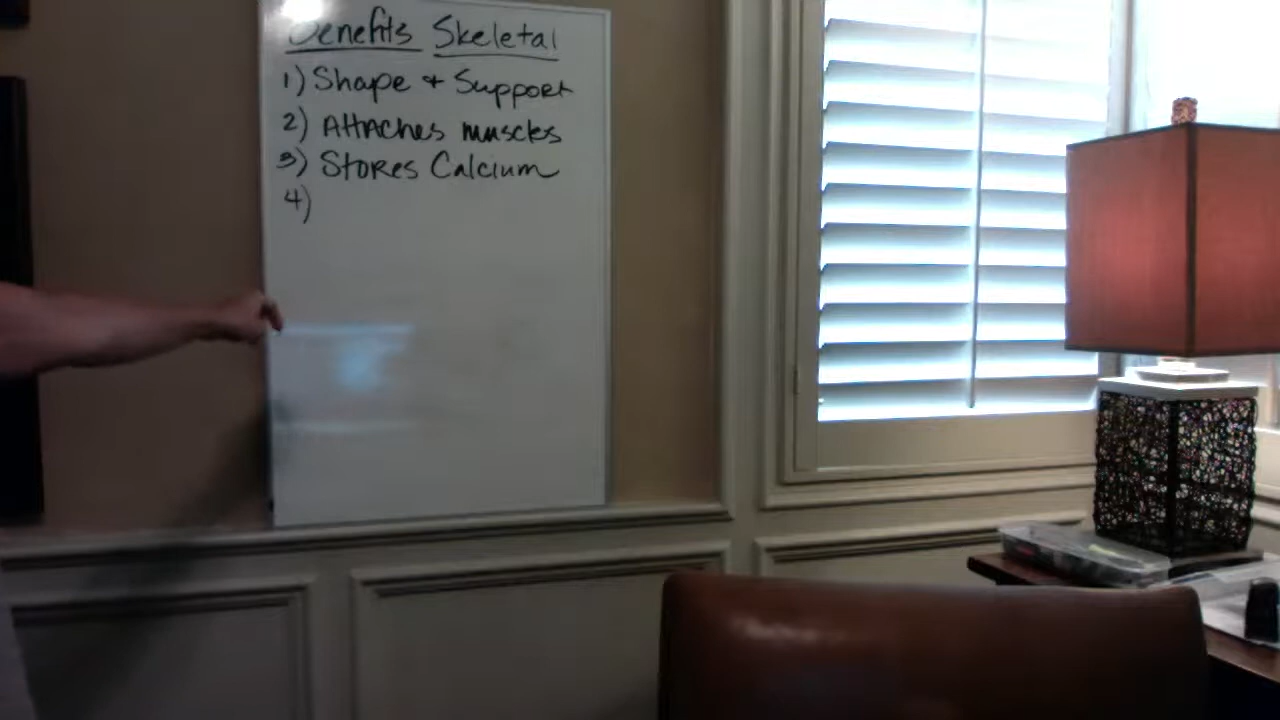 Benefits Skeletal
1) Shape + Support
2) Attaches muscles
3) Stores Calcium
4)